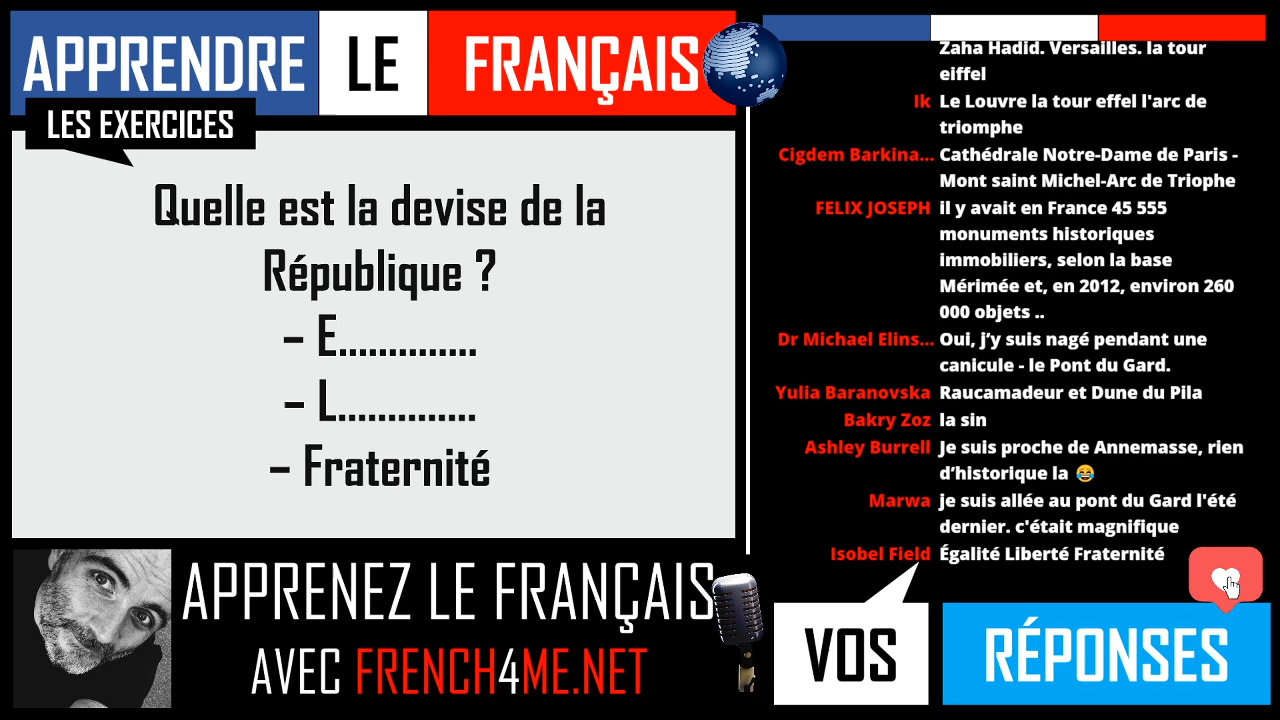 APPRENDRE LE FRANÇAIS
LES EXERCICES
Quelle est la devise de la
République ?
– E..............
– L..............
– Fraternité
APPRENEZ LE FRANÇAIS
AVEC FRENCH4ME.NET
Zaha Hadid. Versailles. la tour
eiffel
Ik Le Louvre la tour effel l'arc de
triomphe
Cigdem Barkina... Cathédrale Notre-Dame de Paris -
Mont saint Michel-Arc de Triophe
FELIX JOSEPH il y avait en France 45 555
monuments historiques
immobiliers, selon la base
Mérimée et, en 2012, environ 260
000 objets ..
Dr Michael Elins... Oui, j’y suis nagé pendant une
canicule - le Pont du Gard.
Yulia Baranovska Raucamadeur et Dune du Pila
Bakry Zoz la sin
Ashley Burrell Je suis proche de Annemasse, rien
d’historique la 😂
Marwa je suis allée au pont du Gard l'été
dernier. c'était magnifique
Isobel Field Égalité Liberté Fraternité
VOS RÉPONSES